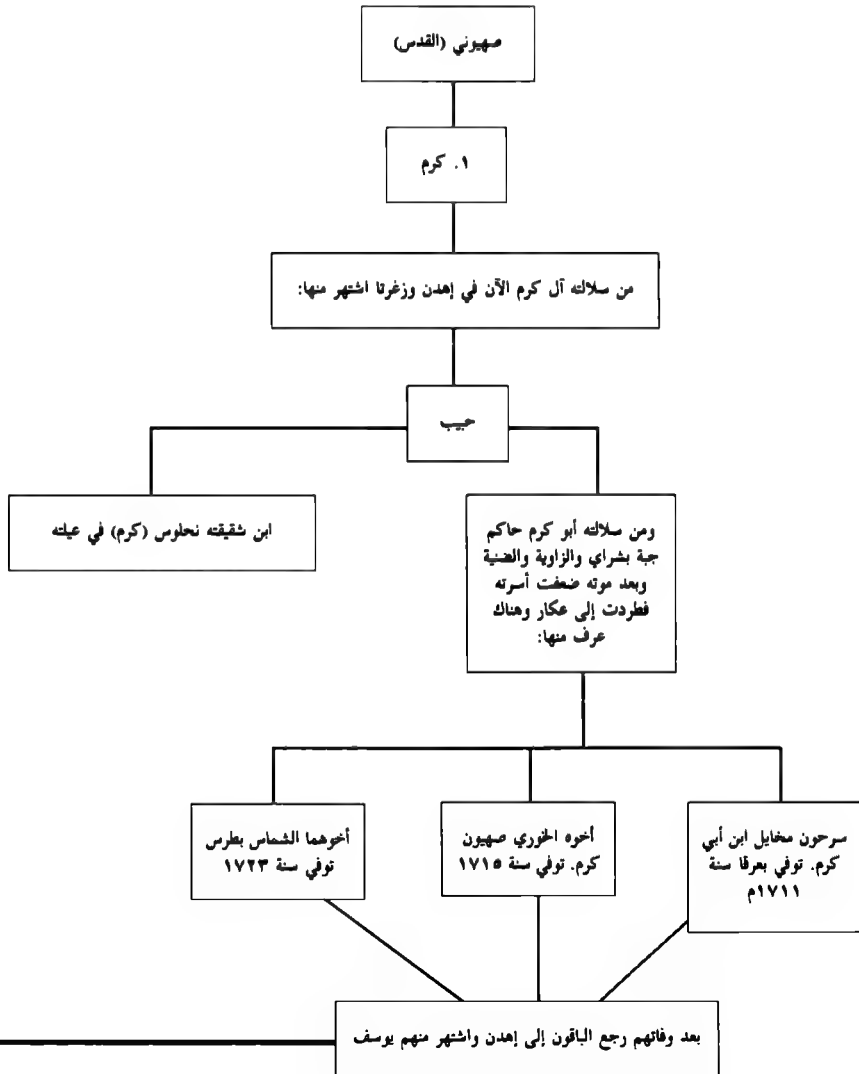 صهيوني (القدس)
١. كرم
من سلالته آل كرم الآن في إهدن وزغرتا اشتهر منها:
حبيب
ابن شقيقته نحلوس (كرم) في عيلته
ومن سلالته أبو كرم حاكم
جبة بشراي والزاوية والضنية
وبعد موته ضعفت أسرته
فطردت إلى عكار وهناك
عرف منها:
سرحون مخايل ابن أبي
كرم. توفي بعرقا سنة
١٧١١م
أخوه الخوري صهيون
كرم. توفي سنة ١٧١٥
أخوهما الشماس بطرس
توفي سنة ١٧٢٣
بعد وفاتهم رجع الباقون إلى إهدن واشتهر منهم يوسف